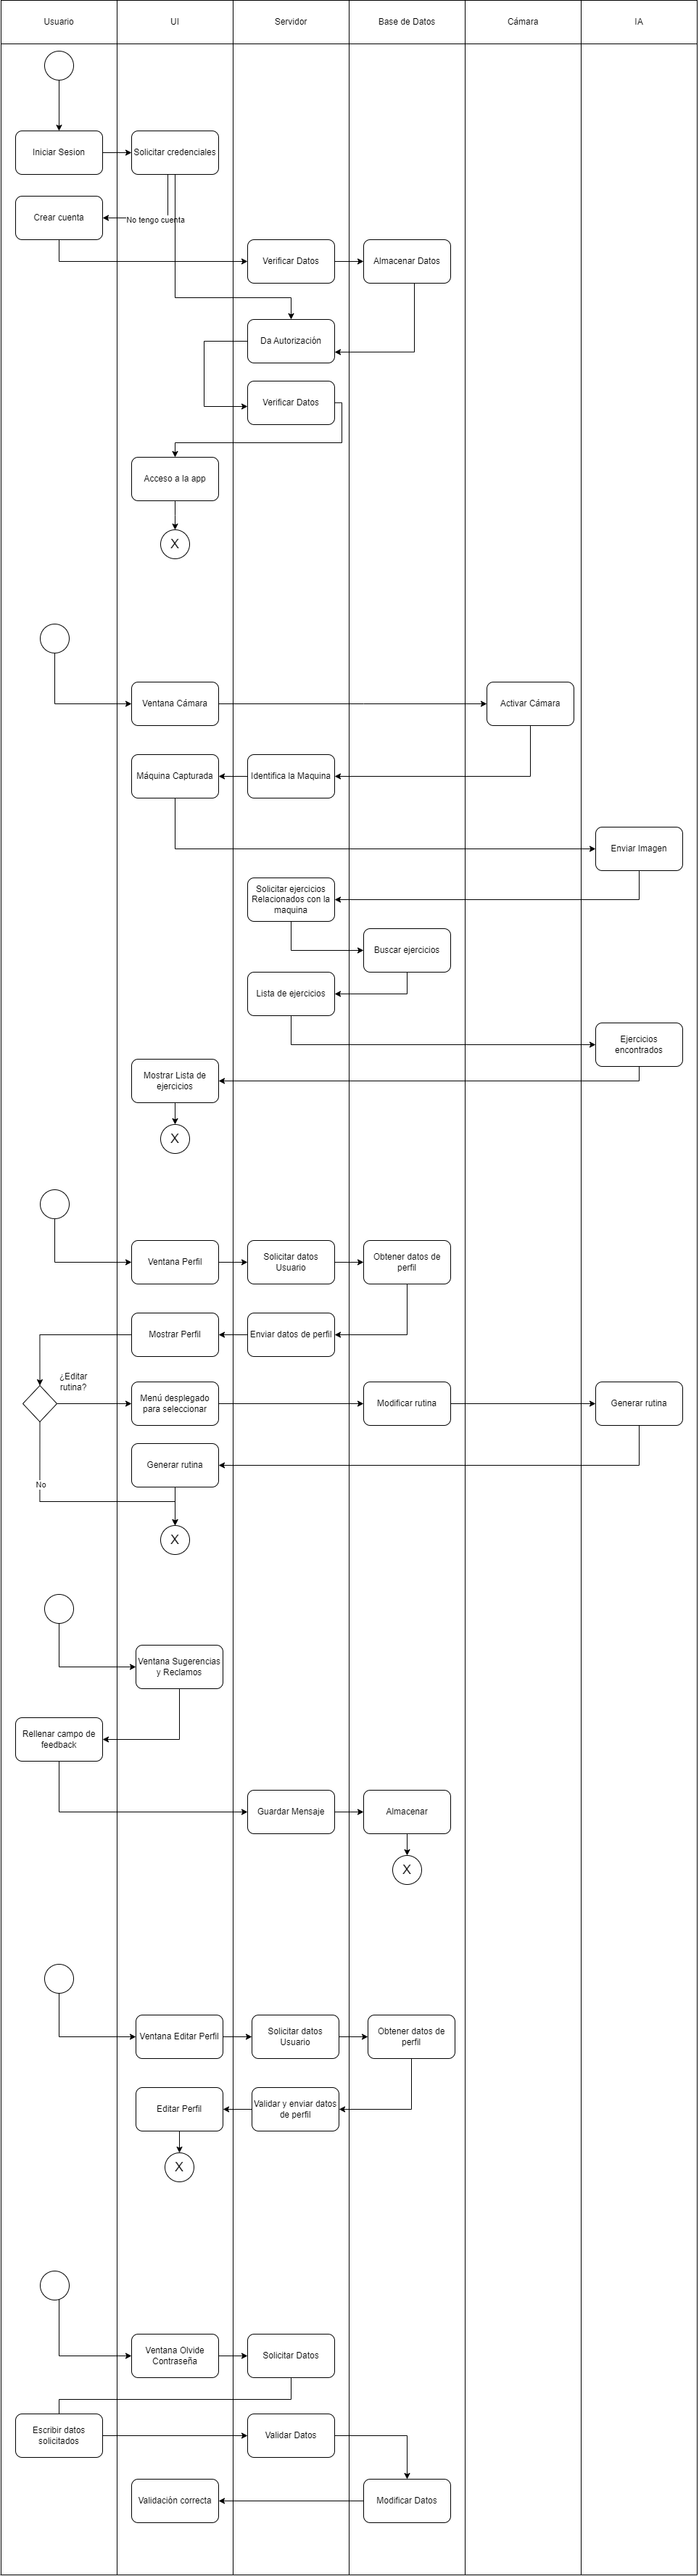 Usuario
UI
Servidor
Base de Datos
Cámara
IA
Iniciar Sesion
Solicitar credenciales
Crear cuenta
No tengo cuenta
Verificar Datos
Almacenar Datos
Da Autorización
Verificar Datos
Acceso a la app
X
Ventana Cámara
Activar Cámara
Máquina Capturada
Identifica la Maquina
Enviar Imagen
Solicitar ejercicios
Relacionados con la
maquina
Buscar ejercicios
Lista de ejercicios
Ejercicios
encontrados
Mostrar Lista de
ejercicios
X
Ventana Perfil
Solicitar datos
Usuario
Obtener datos de
perfil
Mostrar Perfil
Enviar datos de perfil
¿Editar
rutina?
Menú desplegado
para seleccionar
Modificar rutina
Generar rutina
Generar rutina
No
X
Ventana Sugerencias
y Reclamos
Rellenar campo de
feedback
Guardar Mensaje
Almacenar
X
Ventana Editar Perfil
Solicitar datos
Usuario
Obtener datos de
perfil
Editar Perfil
Validar y enviar datos
de perfil
X
Ventana Olvide
Contraseña
Solicitar Datos
Escribir datos
solicitados
Validar Datos
Validación correcta
Modificar Datos